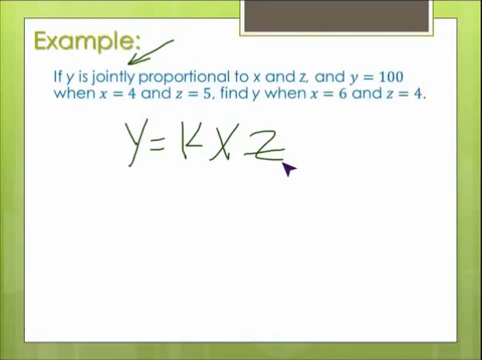 Example:
If y is jointly proportional to x and z, and y = 100
when x = 4 and z = 5, find y when x = 6 and z = 4.
y = K X Z